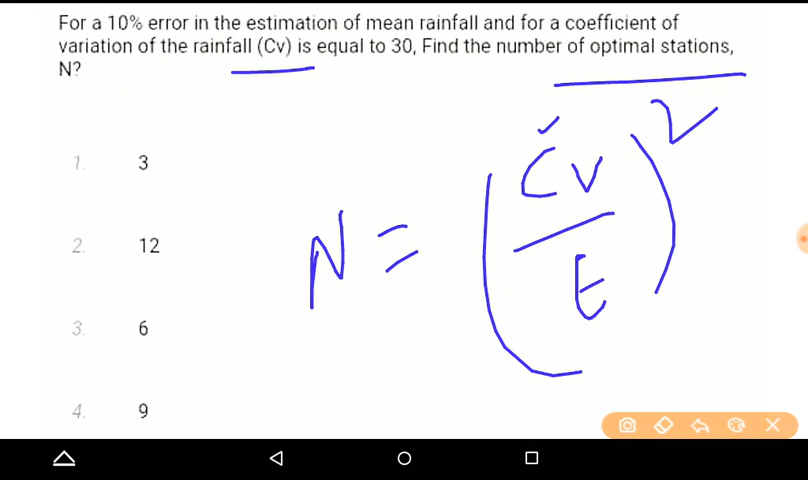 For a 10% error in the estimation of mean rainfall and for a coefficient of
variation of the rainfall (Cv) is equal to 30, Find the number of optimal stations,
N?
1. 3
2. 12
3. 6
4. 9
N = (Cv/E)²